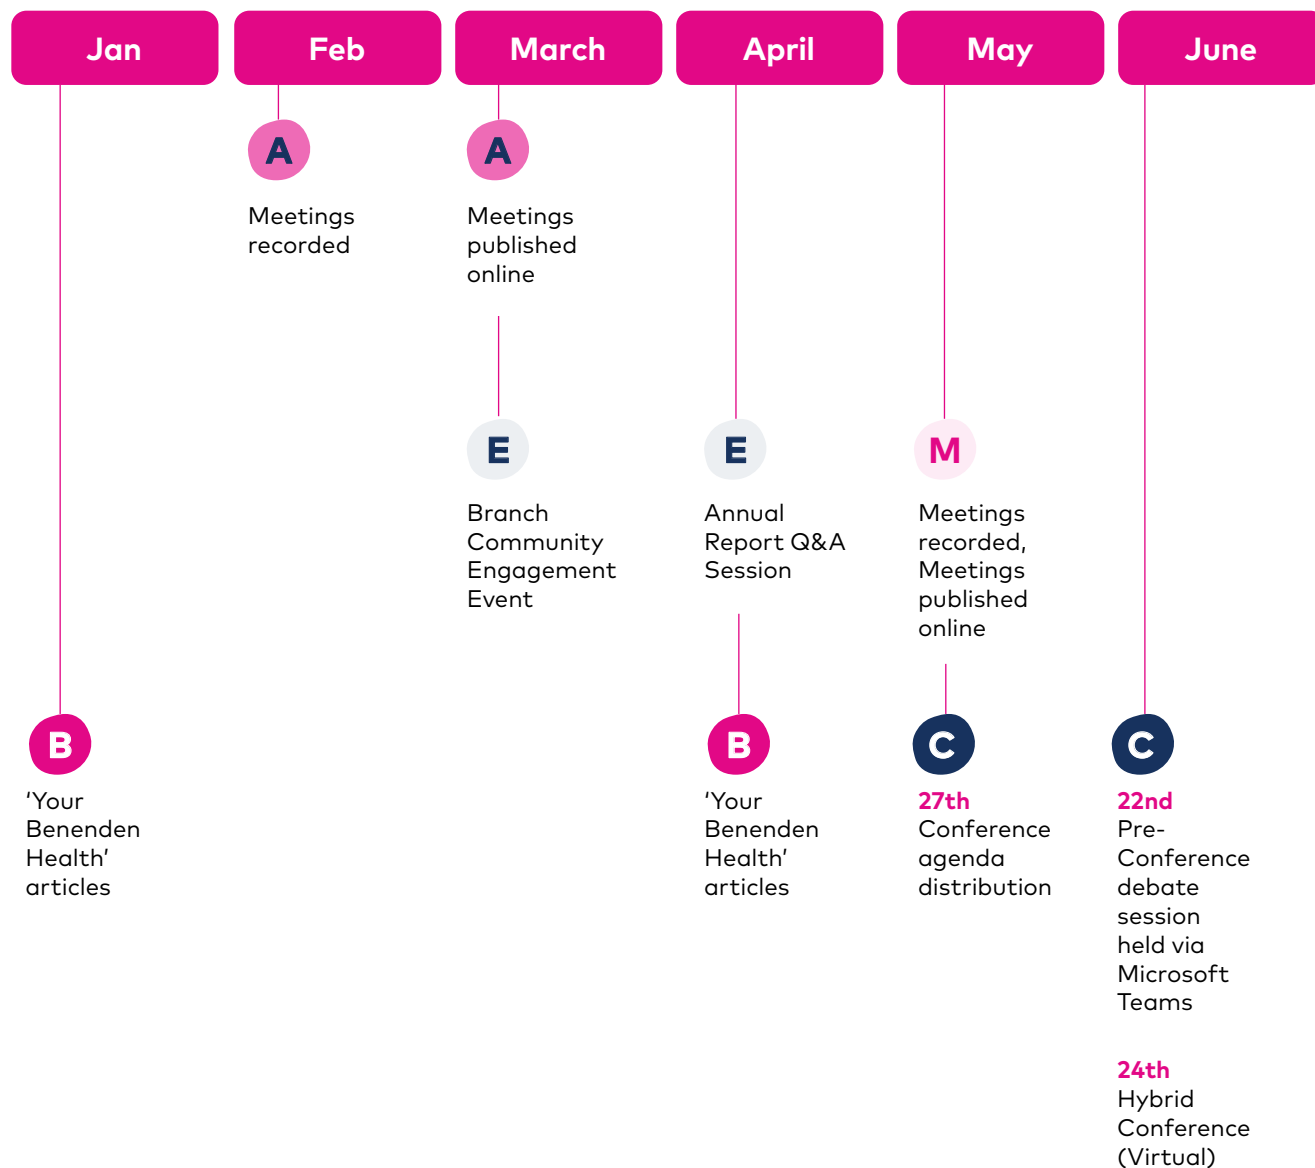 Jan
Feb
March
April
May
June
A
Meetings
recorded
A
Meetings
published
online
E
Branch
Community
Engagement
Event
E
Annual
Report Q&A
Session
M
Meetings
recorded,
Meetings
published
online
B
‘Your
Benenden
Health’
articles
B
‘Your
Benenden
Health’
articles
C
27th
Conference
agenda
distribution
C
22nd
Pre-
Conference
debate
session
held via
Microsoft
Teams
24th
Hybrid
Conference
(Virtual)